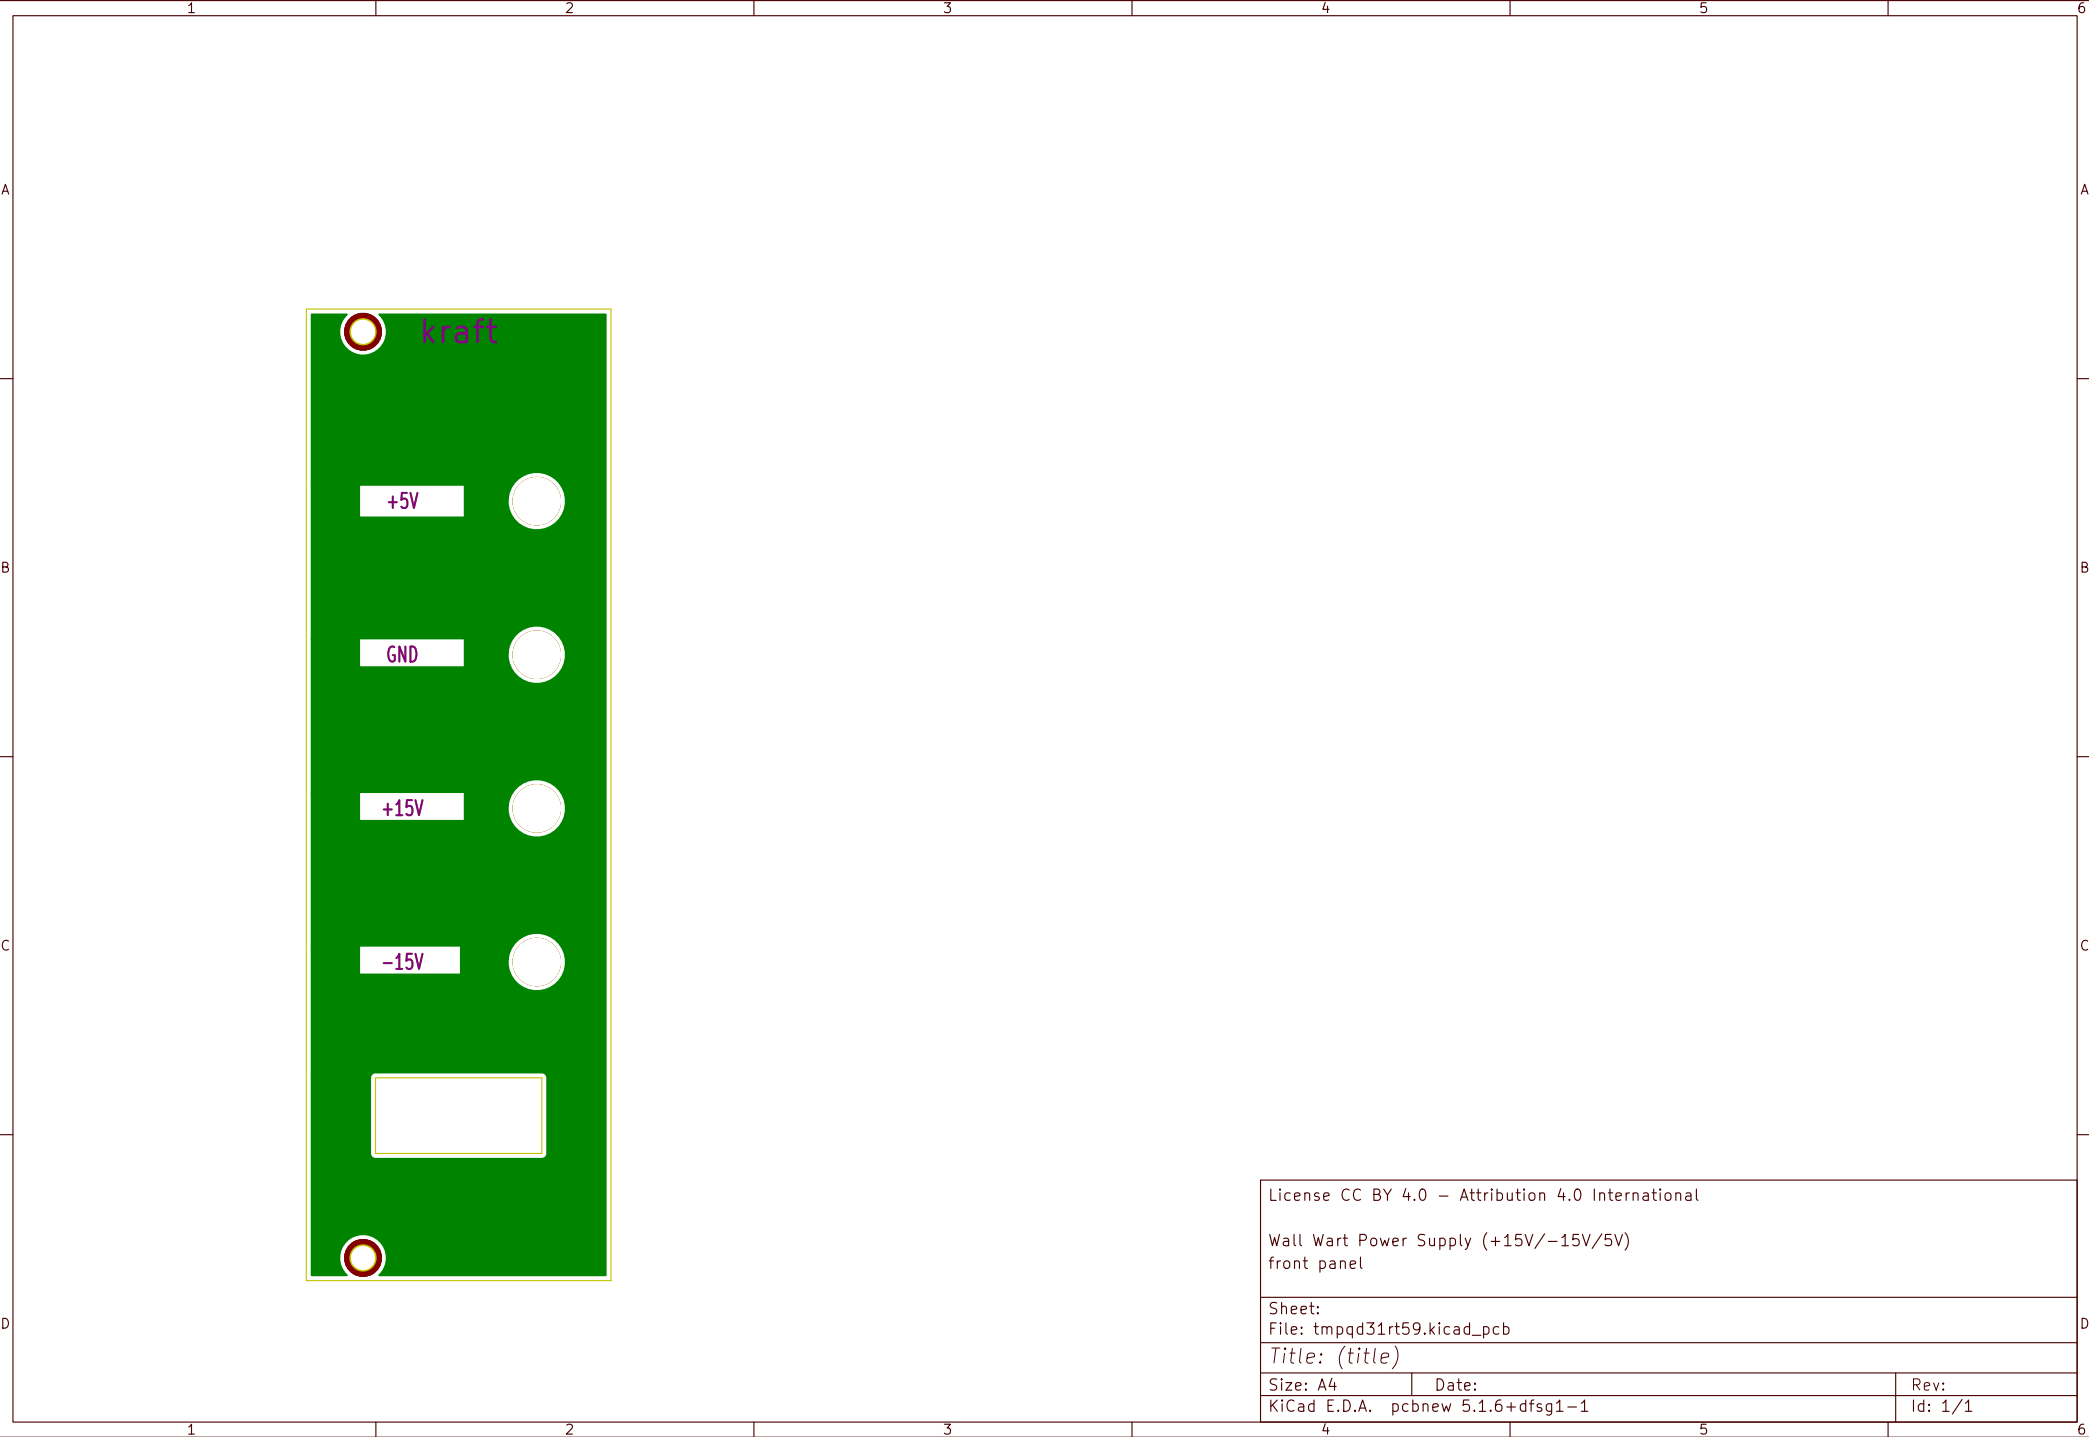 1 2 3 4 5 6
A A
kraft
+5V
B B
GND
+15V
C C
-15V
License CC BY 4.0 - Attribution 4.0 International
Wall Wart Power Supply (+15V/-15V/5V)
front panel
Sheet:
File: tmpqd31rt59.kicad_pcb
D D
Title: (title)
Size: A4 Date: Rev:
KiCad E.D.A. pcbnew 5.1.6+dfsg1-1 Id: 1/1
1 2 3 4 5 6